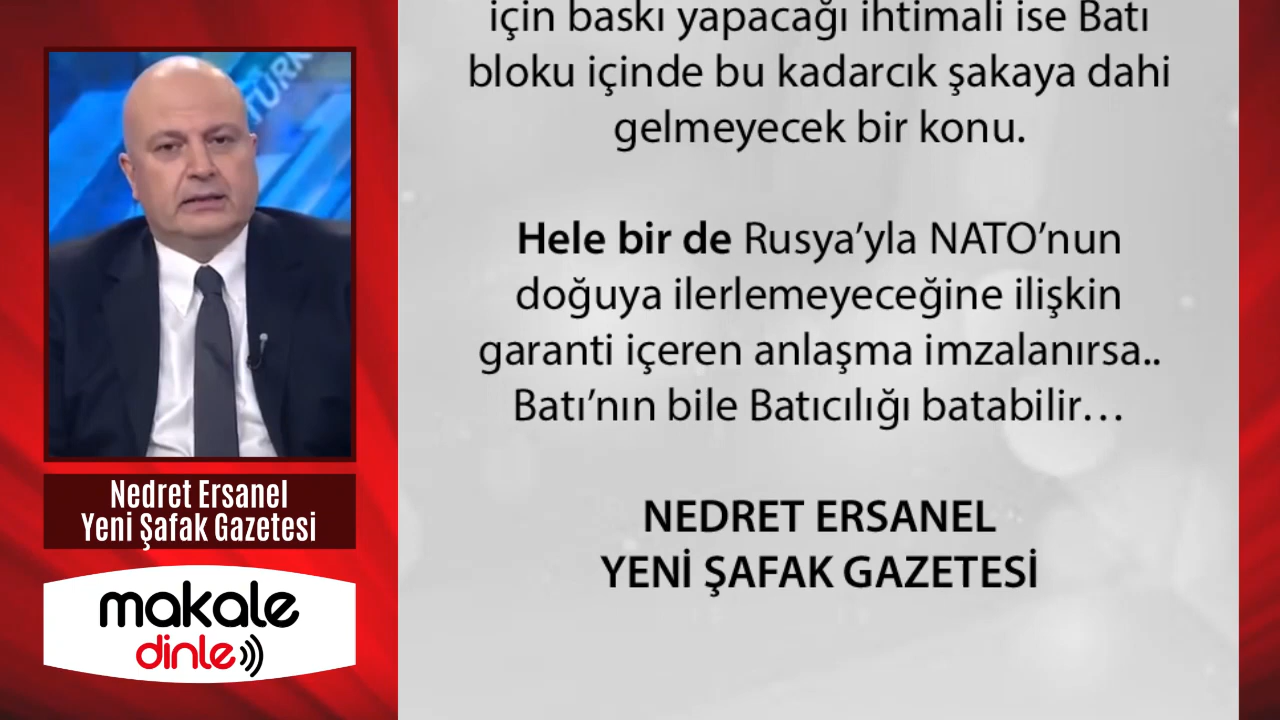 TÜRK
Nedret Ersanel
Yeni Şafak Gazetesi
makale
dinle
için baskı yapacağı ihtimali ise Batı
bloku içinde bu kadarcık şakaya dahi
gelmeyecek bir konu.
Hele bir de Rusya’yla NATO’nun
doğuya ilerlemeyeceğine ilişkin
garanti içeren anlaşma imzalanırsa..
Batı’nın bile Batıcılığı batabilir…
NEDRET ERSANEL
YENİ ŞAFAK GAZETESİ